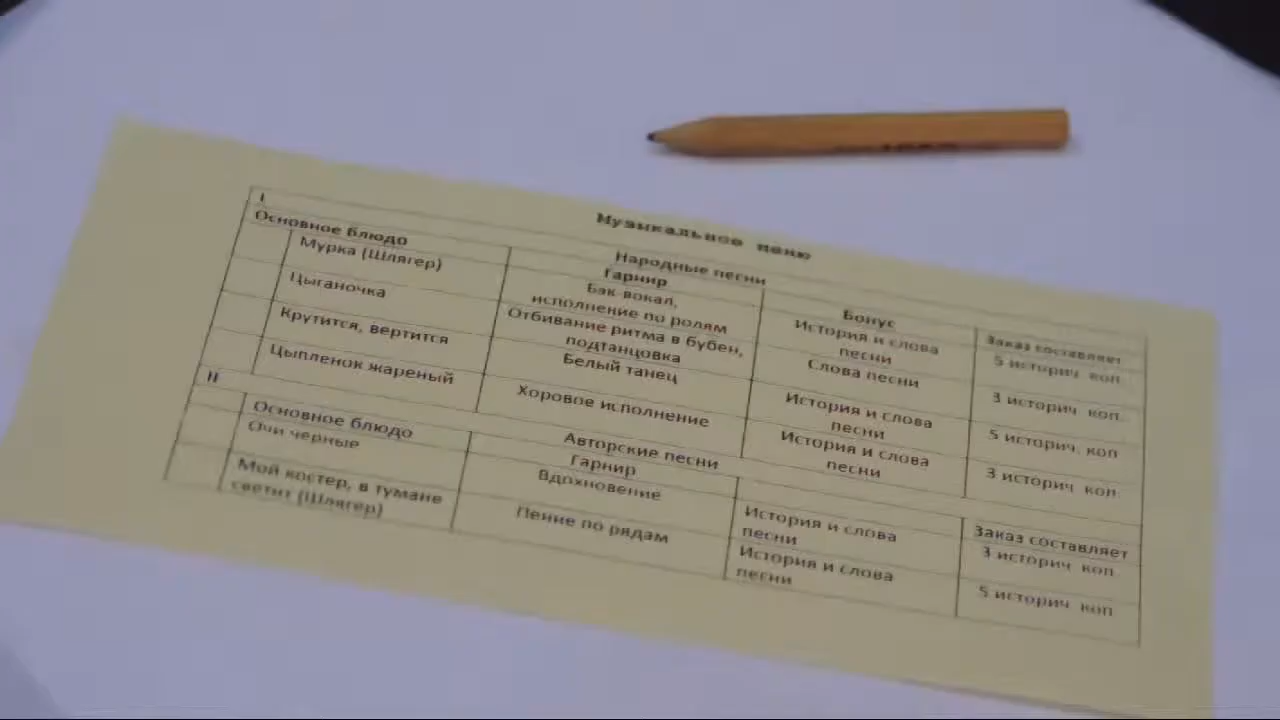 Музыкальное меню
I
Народные песни
Основное блюдо
Гарнир
Бонус
Заказ составляет
Мурка (Шлягер)
Бэк вокал,
исполнение по ролям
История и слова
песни
5 историч коп.
Цыганочка
Отбивание ритма в бубен,
подтанцовка
Слова песни
3 историч коп.
Крутится, вертится
Белый танец
История и слова
песни
5 историч. коп
Цыпленок жареный
Хоровое исполнение
История и слова
песни
3 историч коп
II
Авторские песни
Основное блюдо
Гарнир
Заказ составляет
Очи черные
Вдохновение
История и слова
песни
3 историч коп
Мой костер, в тумане
светит (Шлягер)
Пение по рядам
История и слова
песни
5 историч коп